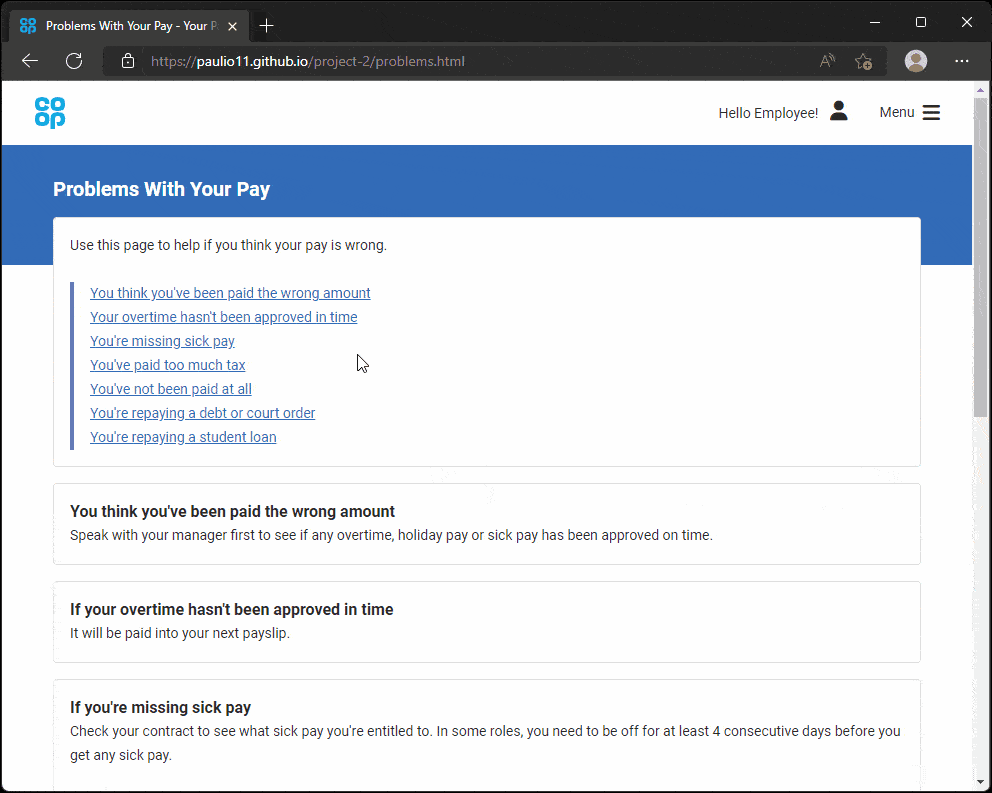 CO
OP
Problems With Your Pay - Your P
https://paulio11.github.io/project-2/problems.html
CO
OP
Hello Employee!
Menu
Problems With Your Pay
Use this page to help if you think your pay is wrong.
You think you've been paid the wrong amount
Your overtime hasn't been approved in time
You're missing sick pay
You've paid too much tax
You've not been paid at all
You're repaying a debt or court order
You're repaying a student loan
You think you've been paid the wrong amount
Speak with your manager first to see if any overtime, holiday pay or sick pay has been approved on time.
If your overtime hasn't been approved in time
It will be paid into your next payslip.
If you're missing sick pay
Check your contract to see what sick pay you're entitled to. In some roles, you need to be off for at least 4 consecutive days before you
get any sick pay.